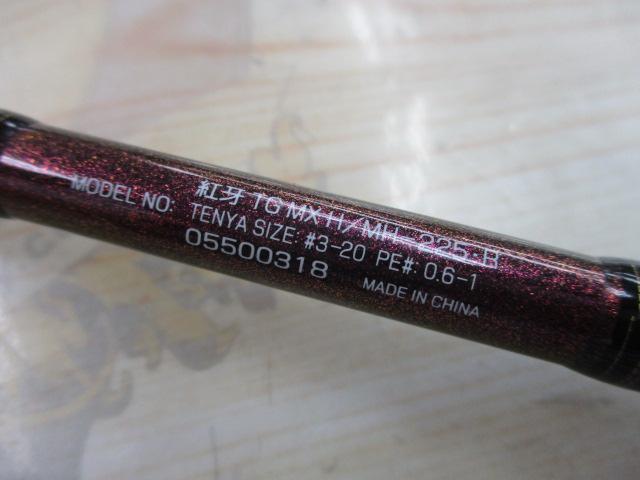 MODEL NO: 紅牙 TG MX H/MH-225・R
TENYA SIZE #3-20 PE#: 0.6-1
05500318
MADE IN CHINA